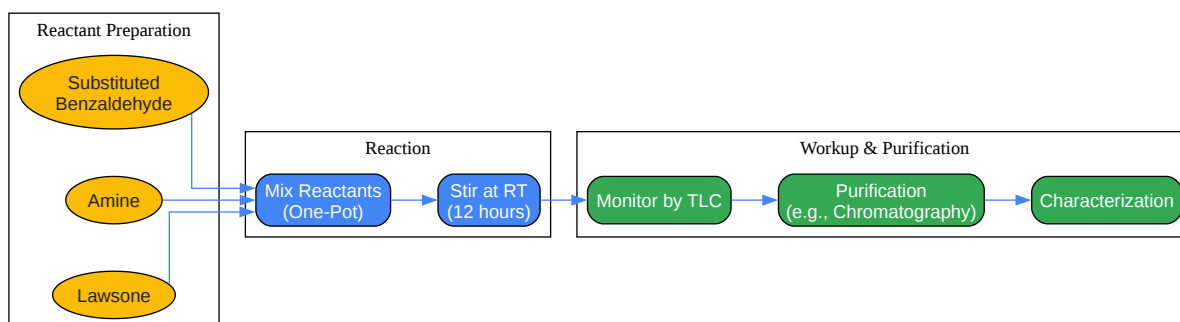 Reactant Preparation
Substituted
Benzaldehyde
Amine
Lawsone
Reaction
Mix Reactants
(One-Pot)
Stir at RT
(12 hours)
Workup & Purification
Monitor by TLC
Purification
(e.g., Chromatography)
Characterization